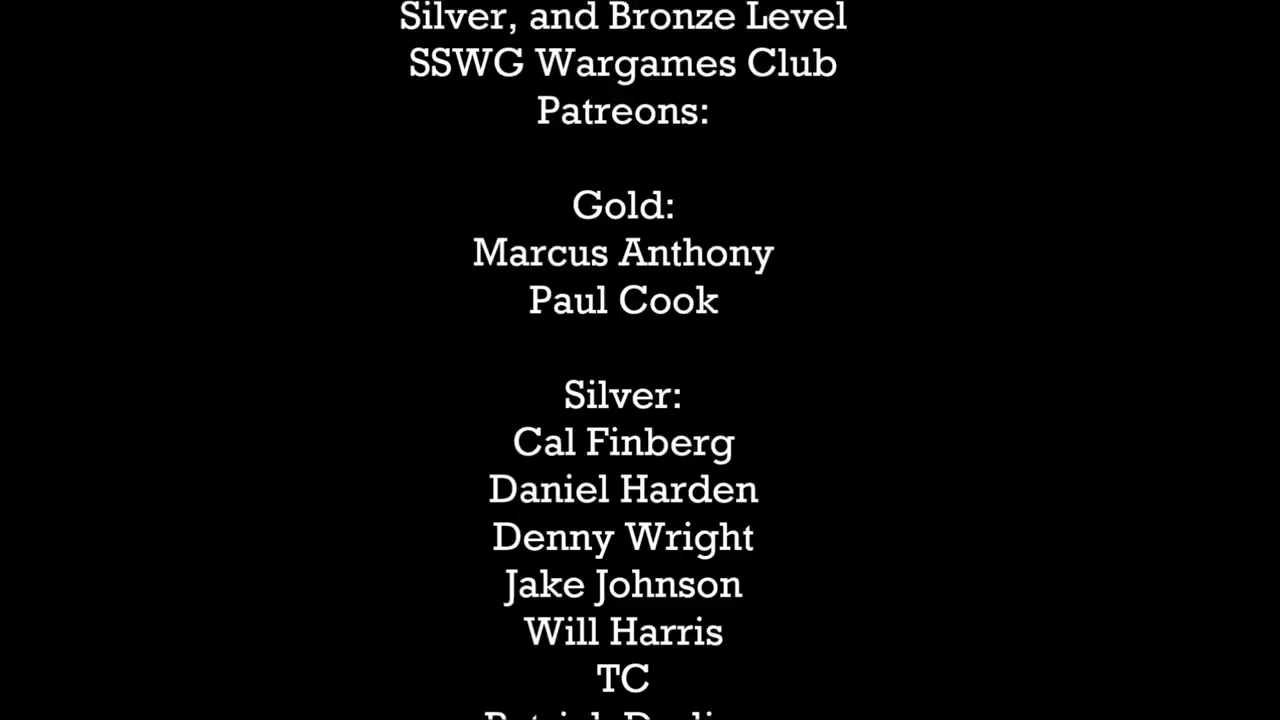 Silver, and Bronze Level
SSWG Wargames Club
Patreons:
Gold:
Marcus Anthony
Paul Cook
Silver:
Cal Finberg
Daniel Harden
Denny Wright
Jake Johnson
Will Harris
TC